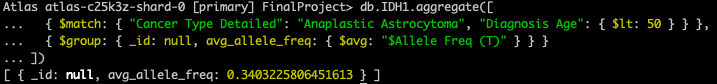 Atlas atlas-c25k3z-shard-0 [primary] FinalProject> db.IDH1.aggregate([
...   { $match: { "Cancer Type Detailed": "Anaplastic Astrocytoma", "Diagnosis Age": { $lt: 50 } } },
...   { $group: { _id: null, avg_allele_freq: { $avg: "$Allele Freq (T)" } } }
... ])
[ { _id: null, avg_allele_freq: 0.3403225806451613 } ]